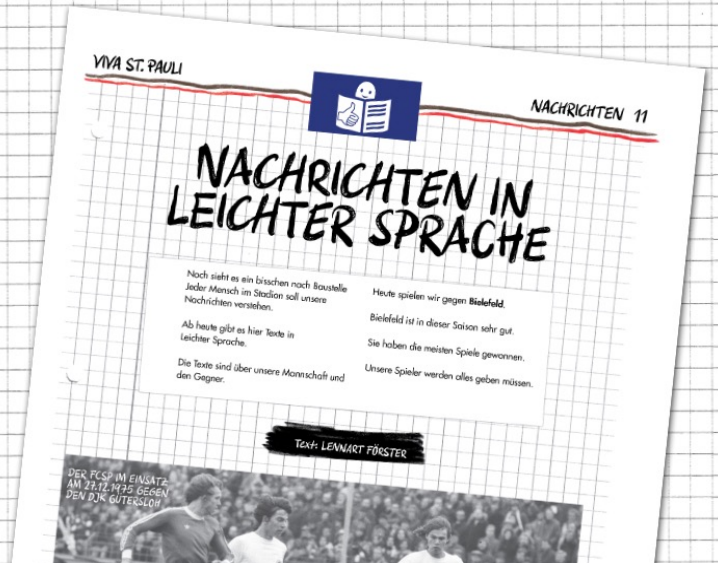 VIVA ST. PAULI
NACHRICHTEN 11
NACHRICHTEN IN
LEICHTER SPRACHE
Noch sieht es ein bisschen nach Baustelle
Jeder Mensch im Stadion soll unsere
Nachrichten verstehen.
Ab heute gibt es hier Texte in
Leichter Sprache.
Die Texte sind über unsere Mannschaft und
den Gegner.
Heute spielen wir gegen Bielefeld.
Bielefeld ist in dieser Saison sehr gut.
Sie haben die meisten Spiele gewonnen.
Unsere Spieler werden alles geben müssen.
Text: LENNART FÖRSTER
DER FCSP IM EINSATZ
AM 27.12.1975 GEGEN
DEN DJK GÜTERSLOH